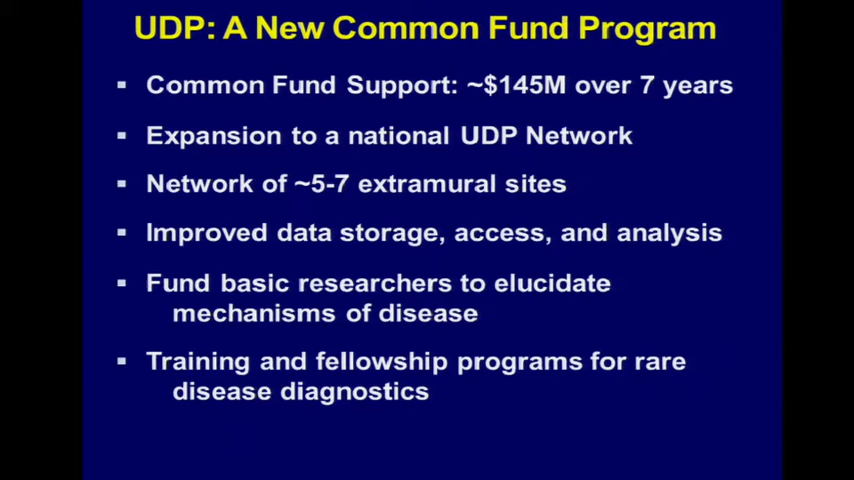 UDP: A New Common Fund Program
▪ Common Fund Support: ~$145M over 7 years
▪ Expansion to a national UDP Network
▪ Network of ~5-7 extramural sites
▪ Improved data storage, access, and analysis
▪ Fund basic researchers to elucidate
mechanisms of disease
▪ Training and fellowship programs for rare
disease diagnostics